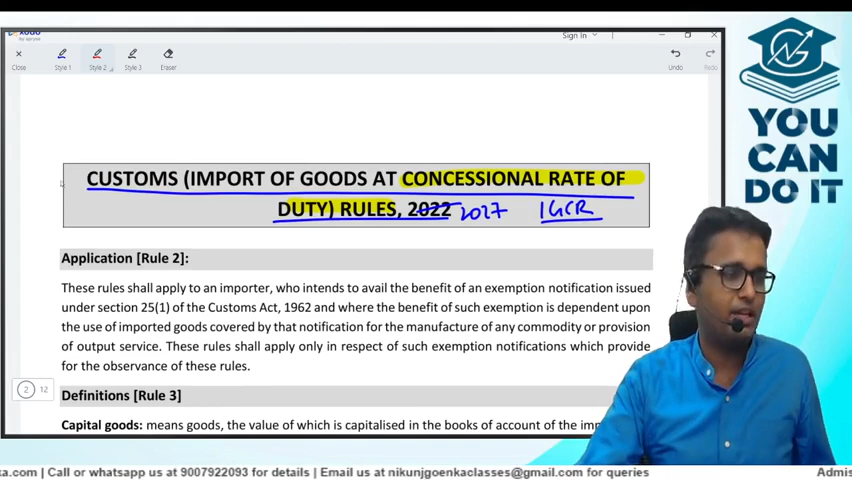 by apryse
Sign In
Close
Style 1
Style 2
Style 3
Eraser
Undo
Redo
CUSTOMS (IMPORT OF GOODS AT CONCESSIONAL RATE OF
DUTY) RULES, 2022 2027 IGCR
Application [Rule 2]:
These rules shall apply to an importer, who intends to avail the benefit of an exemption notification issued
under section 25(1) of the Customs Act, 1962 and where the benefit of such exemption is dependent upon
the use of imported goods covered by that notification for the manufacture of any commodity or provision
of output service. These rules shall apply only in respect of such exemption notifications which provide
for the observance of these rules.
2 12
Definitions [Rule 3]
Capital goods: means goods, the value of which is capitalised in the books of account of the imp
YOU
CAN
DO IT
ka.com | Call or whatsapp us at 9007922093 for details | Email us at nikunjgoenkaclasses@gmail.com for queries
Admis